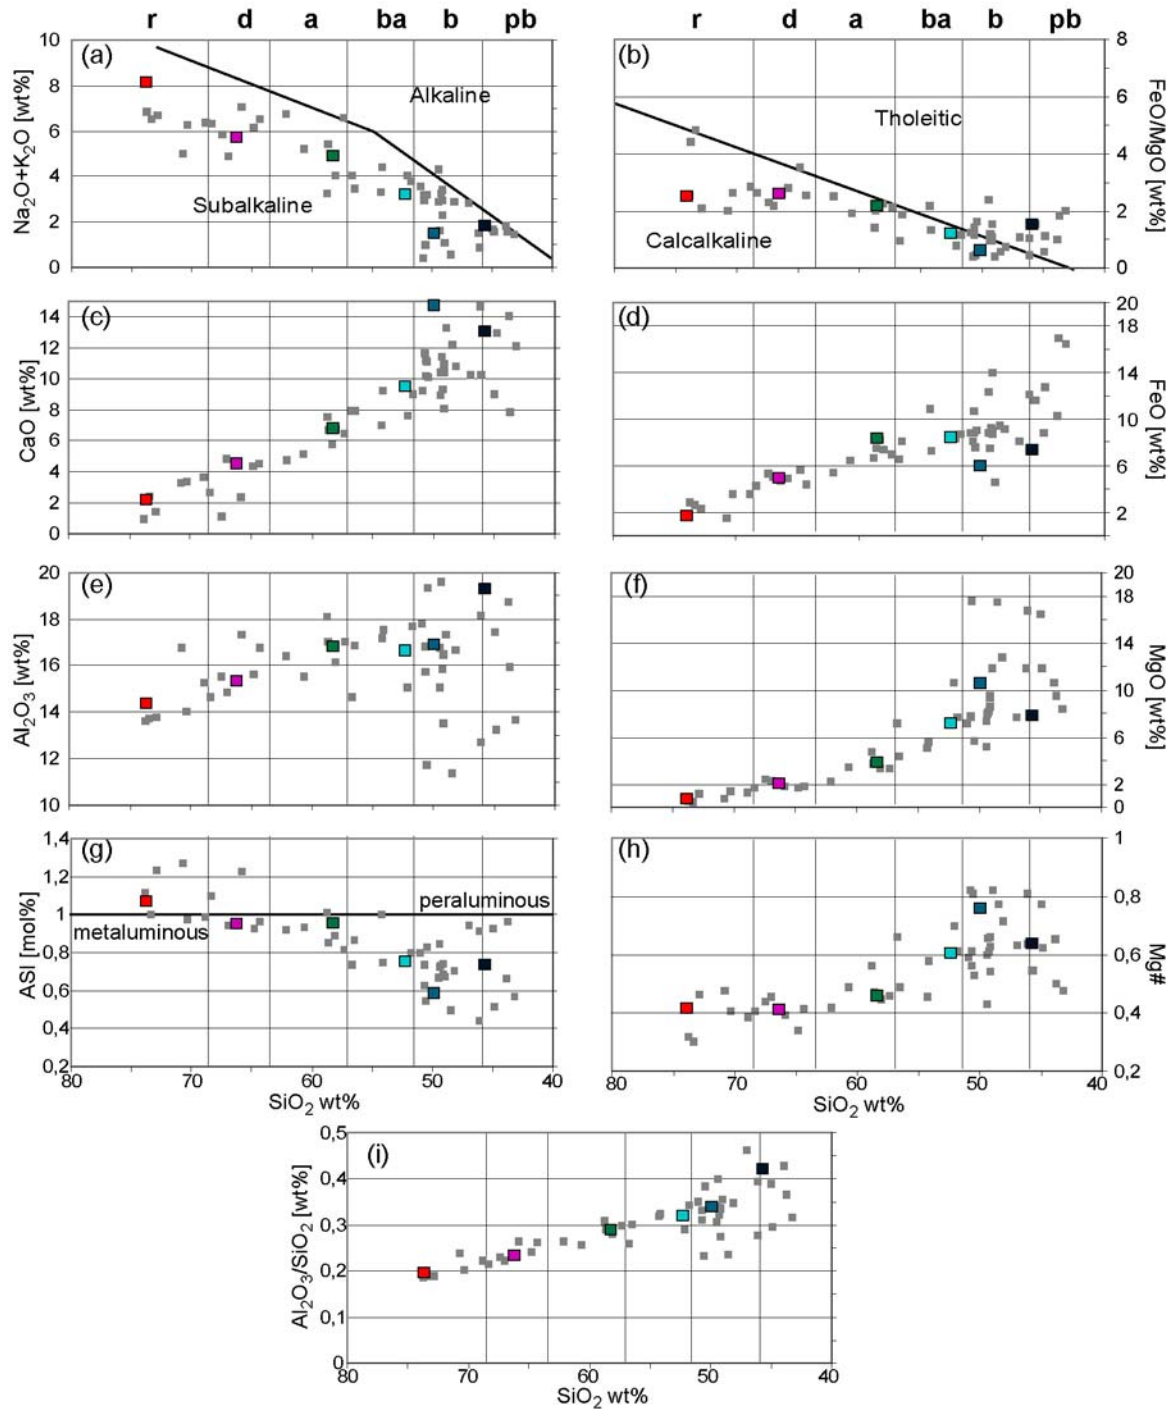 r d a ba b pb r d a ba b pb
(a)
Na₂O+K₂O [wt%]
10
8
6
4
2
0
Alkaline
Subalkaline
(b)
Tholeitic
Calcalkaline
8
6
4
2
0
FeO/MgO [wt%]
(c)
CaO [wt%]
14
12
10
8
6
4
2
0
(d)
20
18
14
10
6
2
FeO [wt%]
(e)
Al₂O₃ [wt%]
20
18
16
14
12
10
(f)
20
18
14
10
6
2
0
MgO [wt%]
(g)
ASI [mol%]
1,4
1,2
1
0,8
0,6
0,4
0,2
peraluminous
metaluminous
80 70 60 50 40
SiO₂ wt%
(h)
1
0,8
0,6
0,4
0,2
Mg#
80 70 60 50 40
SiO₂ wt%
(i)
Al₂O₃/SiO₂ [wt%]
0,5
0,4
0,3
0,2
0,1
0
80 70 60 50 40
SiO₂ wt%